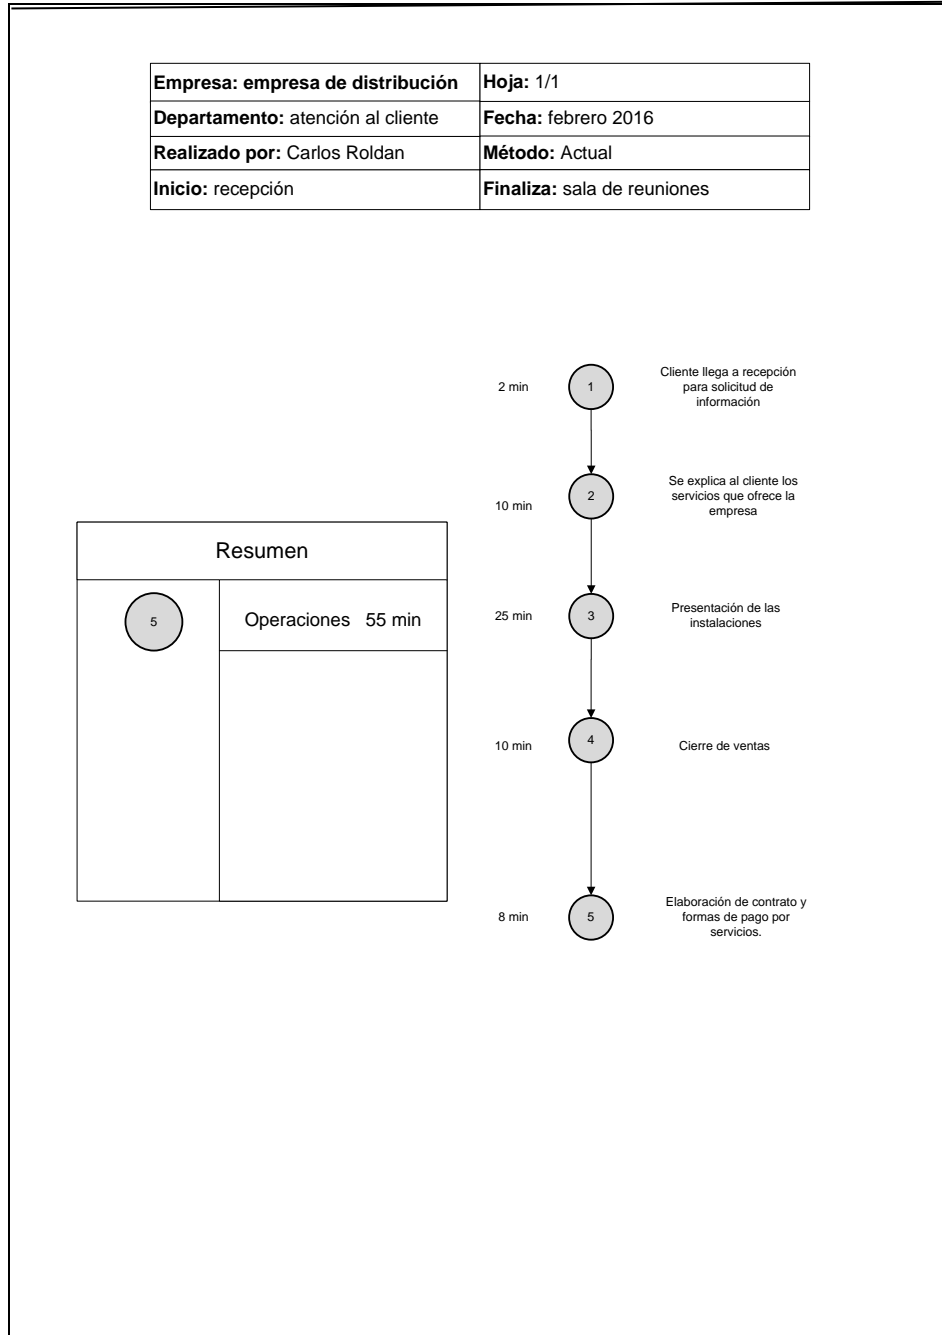 Empresa: empresa de distribución
Hoja: 1/1
Departamento: atención al cliente
Fecha: febrero 2016
Realizado por: Carlos Roldan
Método: Actual
Inicio: recepción
Finaliza: sala de reuniones
2 min
1
Cliente llega a recepción
para solicitud de
información
10 min
2
Se explica al cliente los
servicios que ofrece la
empresa
Resumen
5
Operaciones 55 min
25 min
3
Presentación de las
instalaciones
10 min
4
Cierre de ventas
8 min
5
Elaboración de contrato y
formas de pago por
servicios.